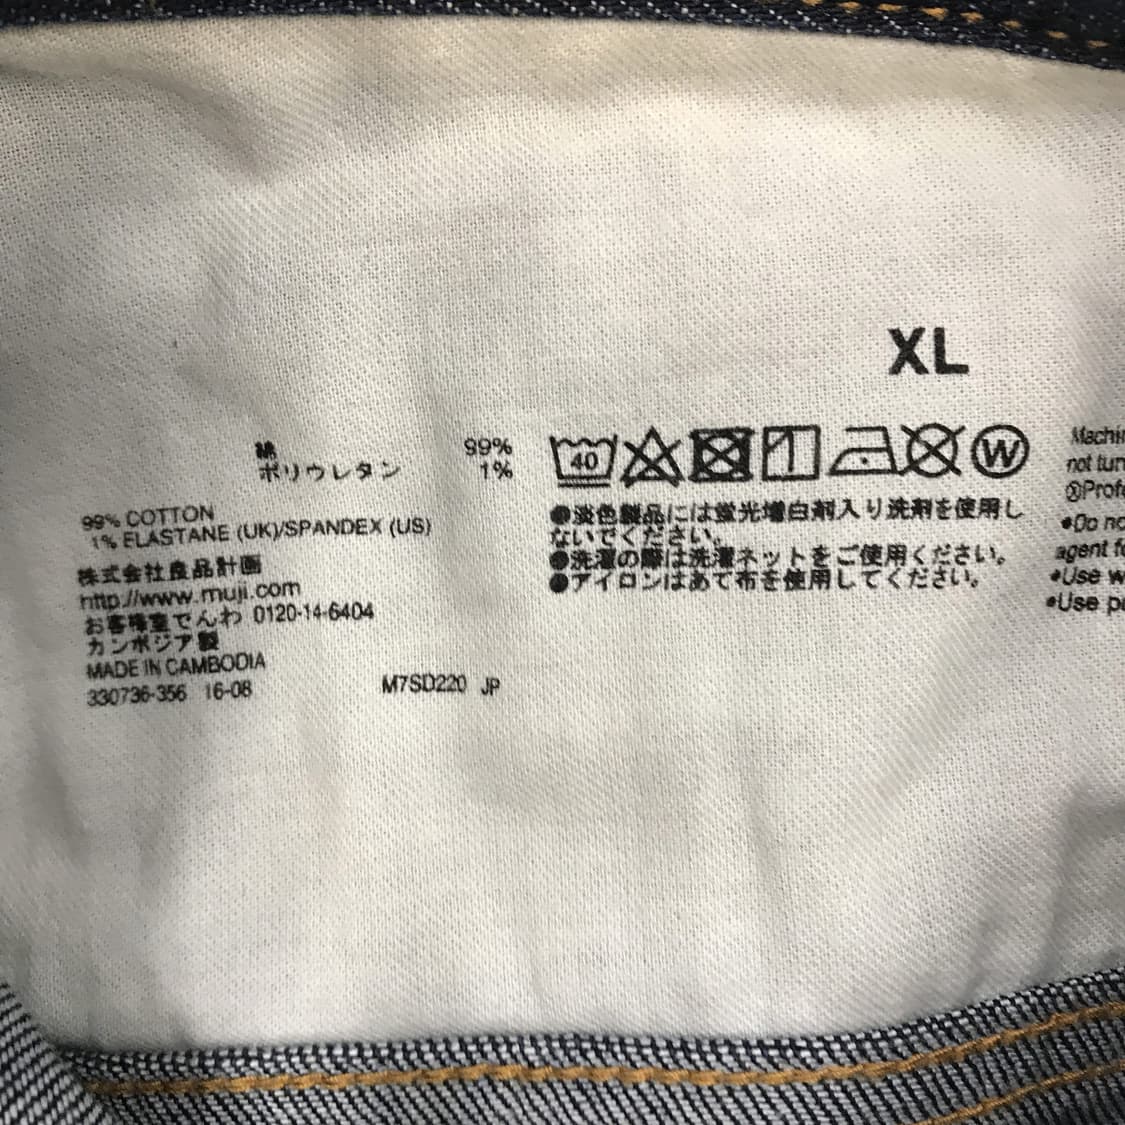 XL
綿 99%
ポリウレタン 1%
99% COTTON
1% ELASTANE (UK)/SPANDEX (US)
株式会社良品計画
http://www.muji.com
お客様室でんわ 0120-14-6404
カンボジア製
MADE IN CAMBODIA
330736-356 16-08 M7SD220 JP
40 W
●淡色製品には蛍光増白剤入り洗剤を使用し
ないでください。
●洗濯の際は洗濯ネットをご使用ください。
●アイロンはあて布を使用してください。
not
●Do
agent
●Use
●Use